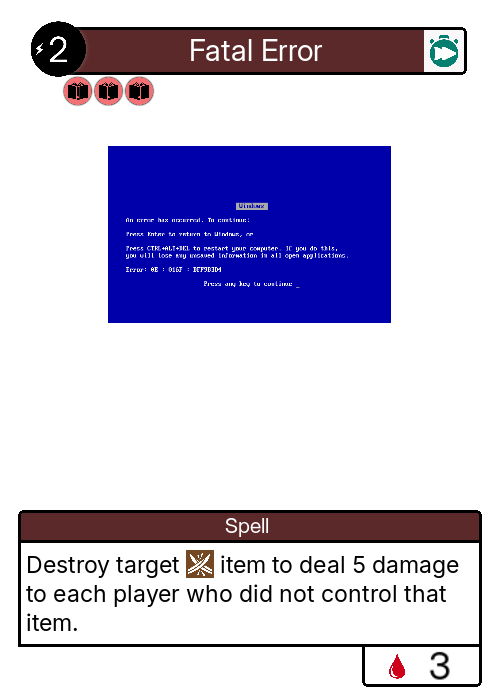 2
Fatal Error
Windows
An error has occurred. To continue:
Press Enter to return to Windows, or
Press CTRL+ALT+DEL to restart your computer. If you do this,
you will lose any unsaved information in all open applications.
Error: 0E : 016F : BFF9B3D4
Press any key to continue _
Spell
Destroy target item to deal 5 damage
to each player who did not control that
item.
3